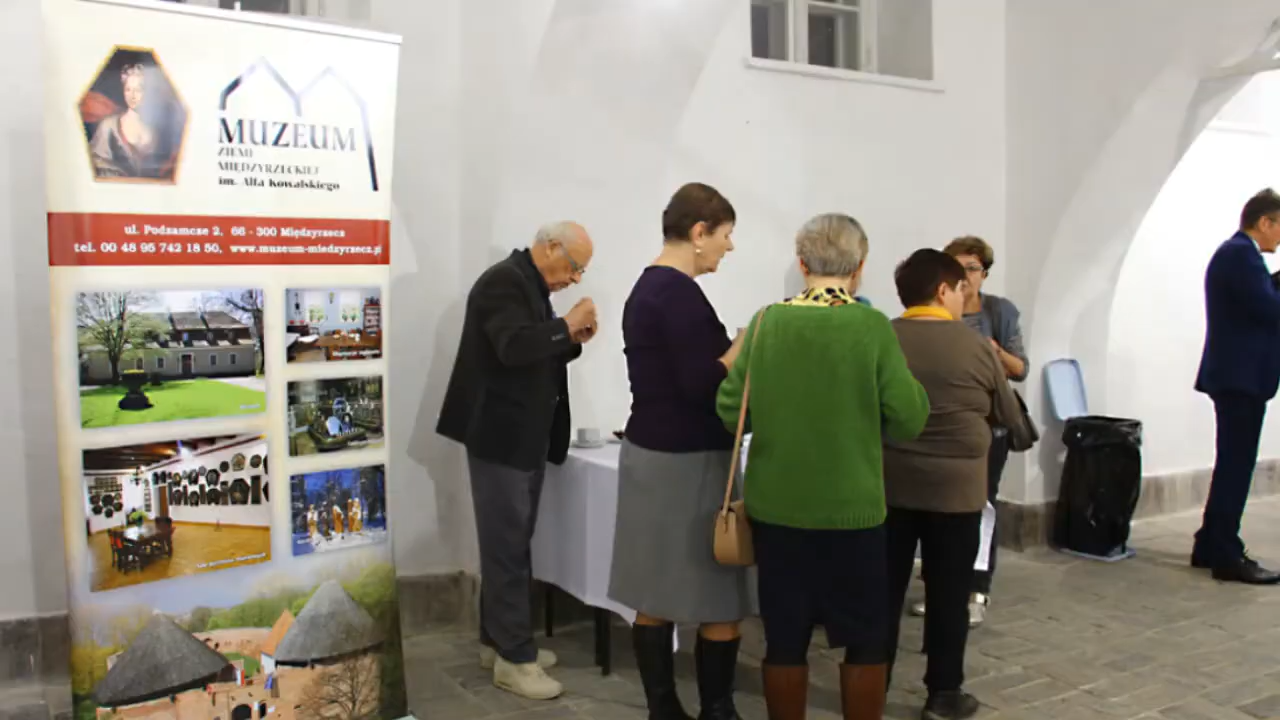 MUZEUM
ZIEMI
MIĘDZYRZECKIEJ
im. Alfa Kowalskiego
ul. Podzamcze 2, 66 - 300 Międzyrzecz
tel. 00 48 95 742 18 50, www.muzeum-miedzyrzecz.pl